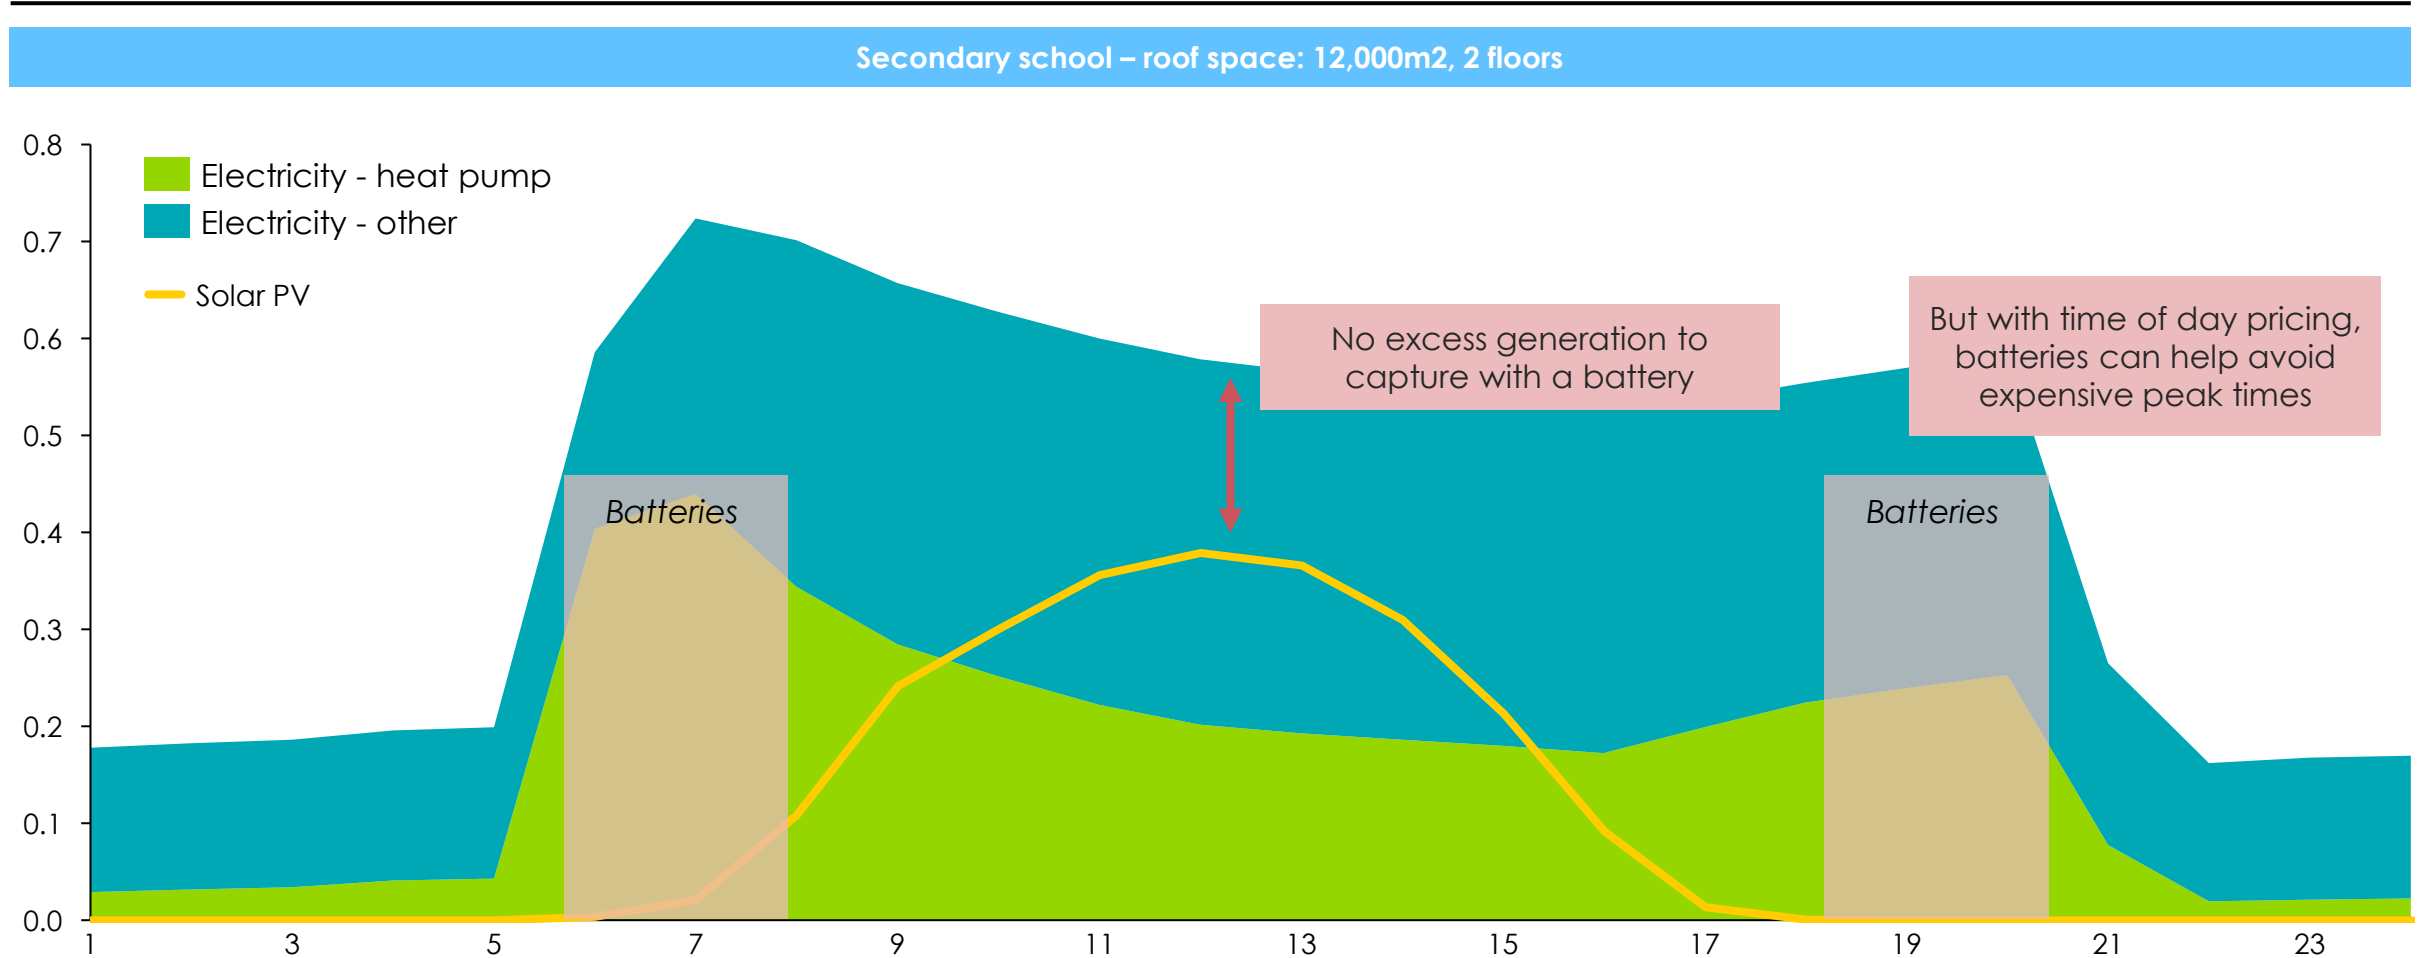 Secondary school – roof space: 12,000m2, 2 floors
0.8
0.7
0.6
0.5
0.4
0.3
0.2
0.1
0.0
Electricity - heat pump
Electricity - other
Solar PV
No excess generation to
capture with a battery
But with time of day pricing,
batteries can help avoid
expensive peak times
Batteries
Batteries
1 3 5 7 9 11 13 15 17 19 21 23